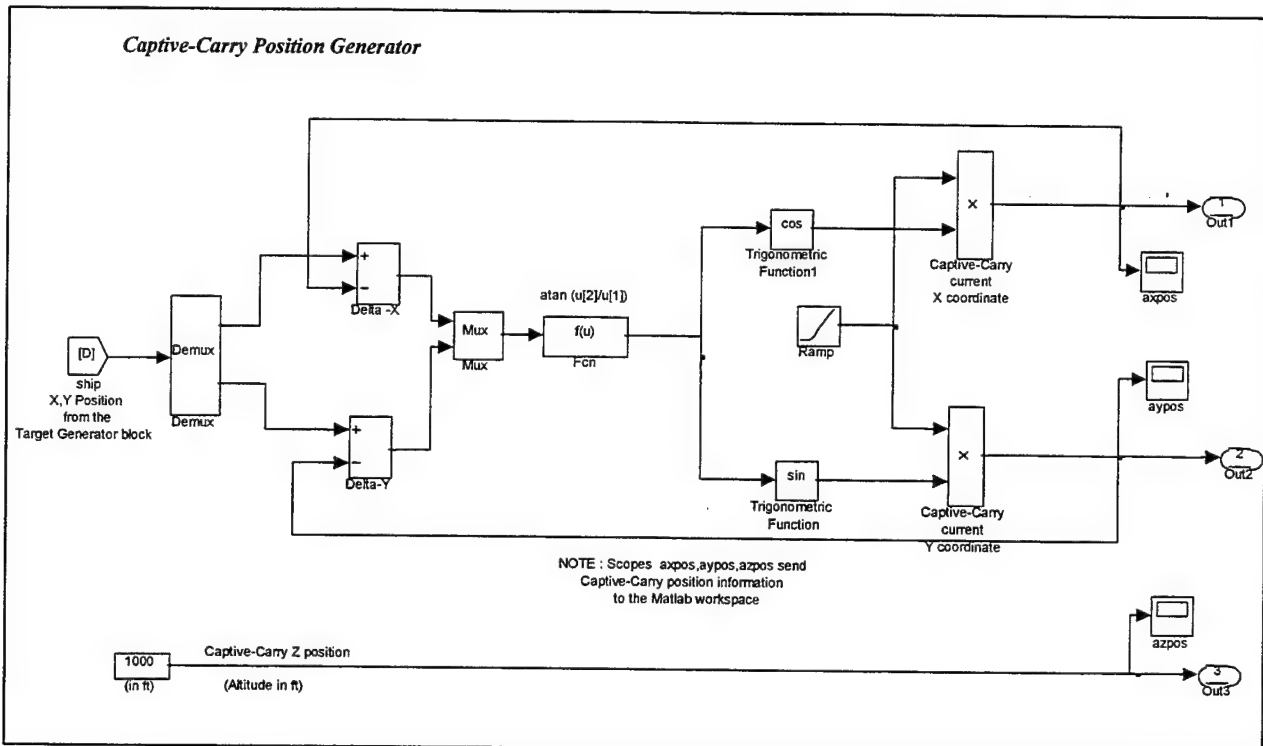 Captive-Carry Position Generator
[D]
ship
X,Y Position
from the
Target Generator block
Demux
Demux
+
−
Delta -X
+
−
Delta-Y
Mux
Mux
atan (u[2]/u[1])
f(u)
Fcn
cos
Trigonometric
Function1
Ramp
sin
Trigonometric
Function
X
Captive-Carry
current
X coordinate
X
Captive-Carry
current
Y coordinate
1
Out1
axpos
aypos
2
Out2
NOTE : Scopes axpos,aypos,azpos send
Captive-Carry position information
to the Matlab workspace
azpos
1000
(in ft)
Captive-Carry Z position
(Altitude in ft)
3
Out3